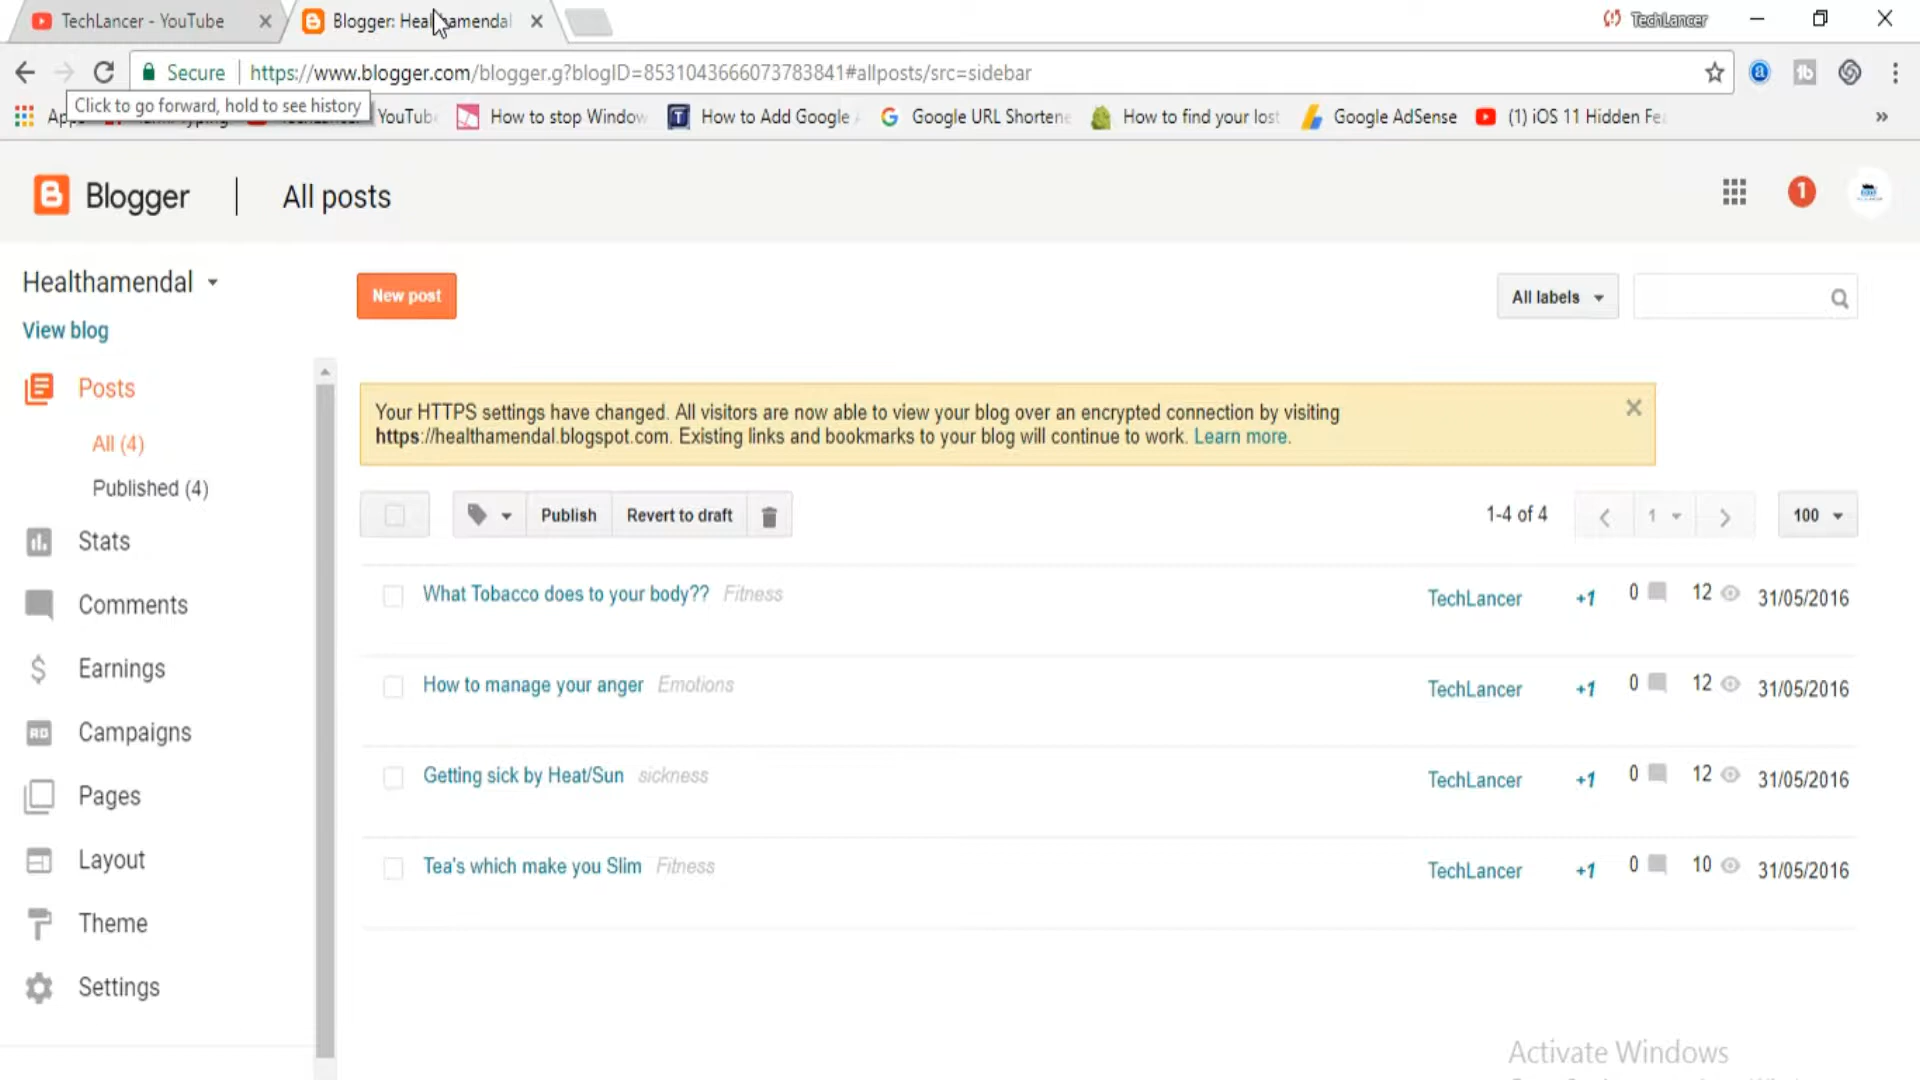 TechLancer - YouTube
Blogger: Healthamendal
TechLancer
Secure
https://www.blogger.com/blogger.g?blogID=8531043666073783841#allposts/src=sidebar
Click to go forward, hold to see history
YouTube
How to stop Window
How to Add Google
Google URL Shortene
How to find your lost
Google AdSense
(1) iOS 11 Hidden Fe
»
Blogger
All posts
1
Healthamendal
New post
All labels
View blog
Posts
All (4)
Published (4)
Stats
Comments
Earnings
Campaigns
Pages
Layout
Theme
Settings
Your HTTPS settings have changed. All visitors are now able to view your blog over an encrypted connection by visiting
https://healthamendal.blogspot.com. Existing links and bookmarks to your blog will continue to work. Learn more.
Publish
Revert to draft
1-4 of 4
1
100
What Tobacco does to your body?? Fitness TechLancer +1 0 12 31/05/2016
How to manage your anger Emotions TechLancer +1 0 12 31/05/2016
Getting sick by Heat/Sun sickness TechLancer +1 0 12 31/05/2016
Tea's which make you Slim Fitness TechLancer +1 0 10 31/05/2016
Activate Windows